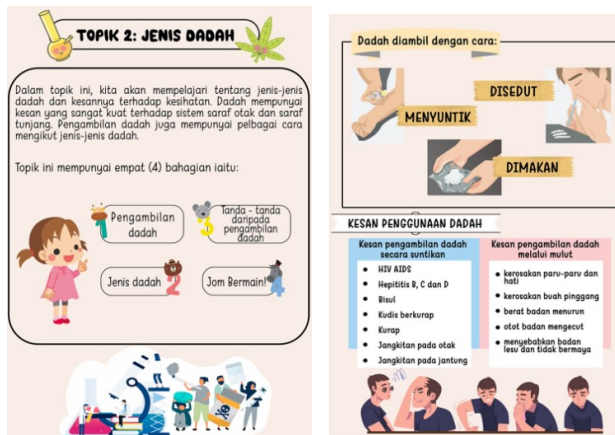 TOPIK 2: JENIS DADAH
Dalam topik ini, kita akan mempelajari tentang jenis-jenis
dadah dan kesannya terhadap kesihatan. Dadah mempunyai
kesan yang sangat kuat terhadap sistem saraf otak dan saraf
tunjang. Pengambilan dadah juga mempunyai pelbagai cara
mengikut jenis-jenis dadah.
Topik ini mempunyai empat (4) bahagian iaitu:
1
Pengambilan
dadah
3
Tanda - tanda
daripada
pengambilan
dadah
Jenis dadah
2
Jom Bermain!
4
Dadah diambil dengan cara:
DISEDUT
MENYUNTIK
DIMAKAN
KESAN PENGGUNAAN DADAH
Kesan pengambilan dadah
secara suntikan
• HIV AIDS
• Hepititis B, C dan D
• Bisul
• Kudis berkurap
• Kurap
• Jangkitan pada otak
• Jangkitan pada jantung
Kesan pengambilan dadah
melalui mulut
• kerosakan paru-paru dan
hati
• kerosakan buah pinggang
• berat badan menurun
• otot badan mengecut
• menyebabkan badan
lesu dan tidak bermaya